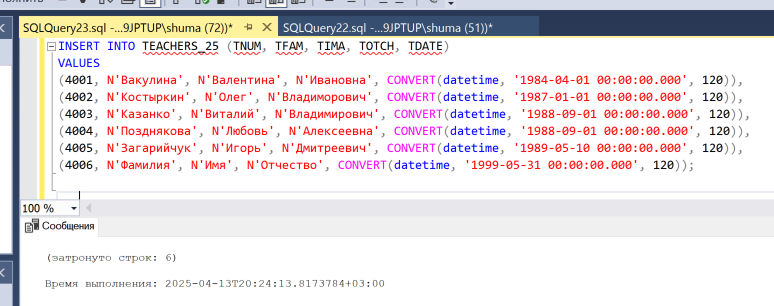 SQLQuery23.sql -...9JPTUP\shuma (72))*
SQLQuery22.sql -...9JPTUP\shuma (51))*
INSERT INTO TEACHERS_25 (TNUM, TFAM, TIMA, TOTCH, TDATE)
VALUES
(4001, N'Вакулина', N'Валентина', N'Ивановна', CONVERT(datetime, '1984-04-01 00:00:00.000', 120)),
(4002, N'Костыркин', N'Олег', N'Владиморович', CONVERT(datetime, '1987-01-01 00:00:00.000', 120)),
(4003, N'Казанко', N'Виталий', N'Владимирович', CONVERT(datetime, '1988-09-01 00:00:00.000', 120)),
(4004, N'Позднякова', N'Любовь', N'Алексеевна', CONVERT(datetime, '1988-09-01 00:00:00.000', 120)),
(4005, N'Загарийчук', N'Игорь', N'Дмитреевич', CONVERT(datetime, '1989-05-10 00:00:00.000', 120)),
(4006, N'Фамилия', N'Имя', N'Отчество', CONVERT(datetime, '1999-05-31 00:00:00.000', 120));
100 %
Сообщения
(затронуто строк: 6)
Время выполнения: 2025-04-13T20:24:13.8173784+03:00